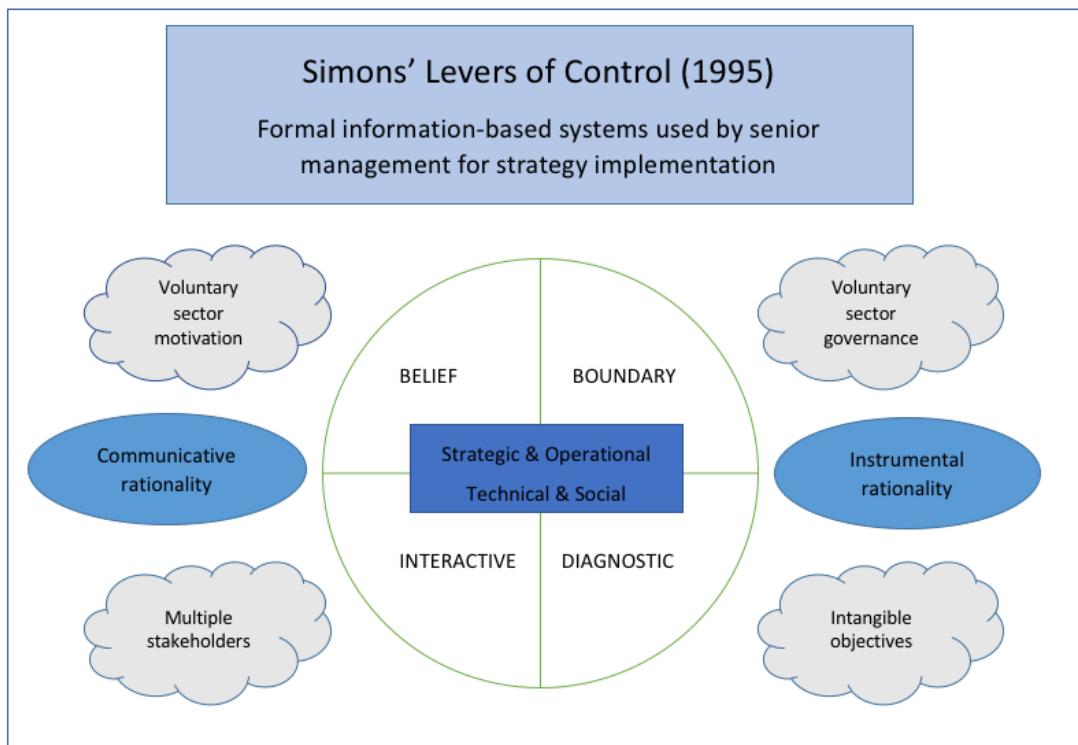 Simons’ Levers of Control (1995)
Formal information-based systems used by senior
management for strategy implementation
Voluntary
sector
motivation
Voluntary
sector
governance
BELIEF
BOUNDARY
Communicative
rationality
Strategic & Operational
Technical & Social
Instrumental
rationality
INTERACTIVE
DIAGNOSTIC
Multiple
stakeholders
Intangible
objectives